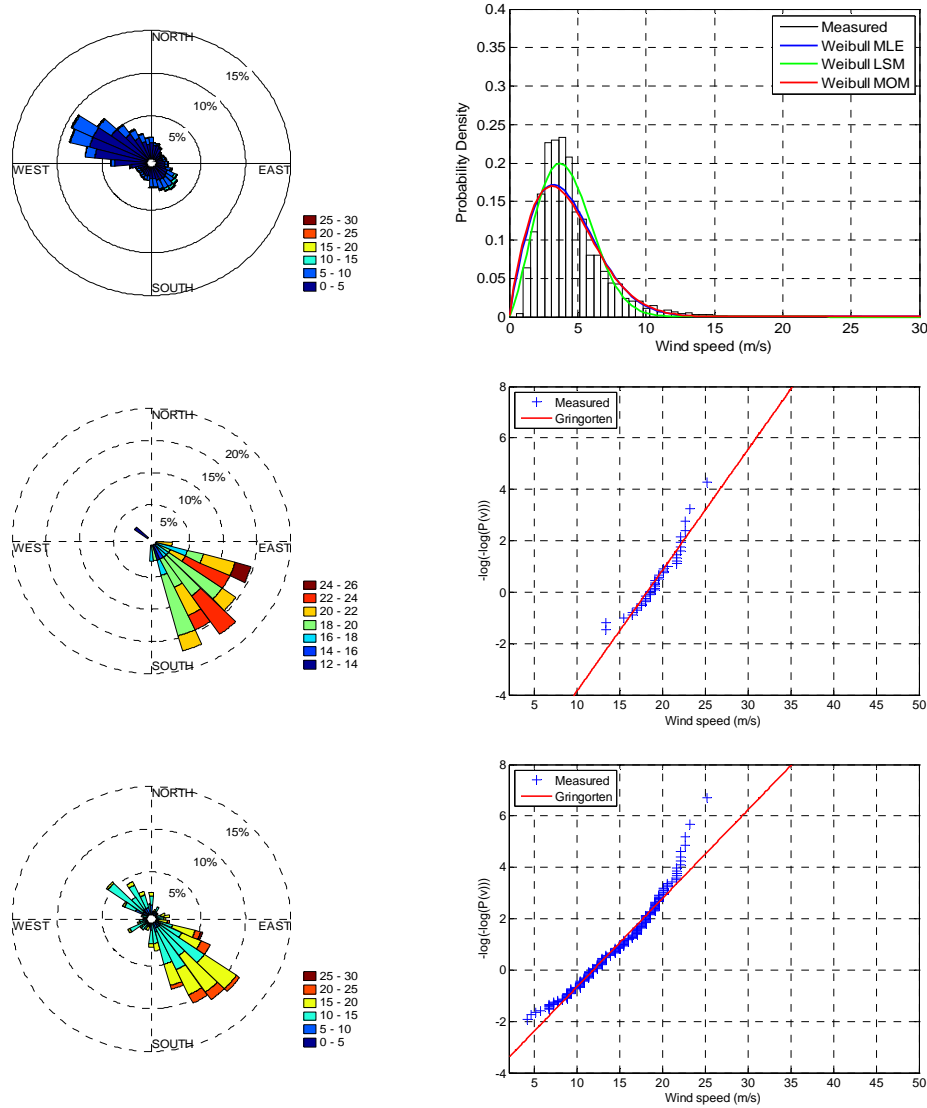 NORTH
15%
10%
5%
WEST
EAST
SOUTH
25 - 30
20 - 25
15 - 20
10 - 15
5 - 10
0 - 5
0.4
0.35
0.3
0.25
0.2
0.15
0.1
0.05
0
Probability Density
Measured
Weibull MLE
Weibull LSM
Weibull MOM
0 5 10 15 20 25 30
Wind speed (m/s)
NORTH
20%
15%
10%
5%
WEST
EAST
SOUTH
24 - 26
22 - 24
20 - 22
18 - 20
16 - 18
14 - 16
12 - 14
8
6
4
2
0
-2
-4
-log(-log(P(v)))
Measured
Gringorten
5 10 15 20 25 30 35 40 45 50
Wind speed (m/s)
NORTH
15%
10%
5%
WEST
EAST
SOUTH
25 - 30
20 - 25
15 - 20
10 - 15
5 - 10
0 - 5
8
6
4
2
0
-2
-4
-log(-log(P(v)))
Measured
Gringorten
5 10 15 20 25 30 35 40 45 50
Wind speed (m/s)